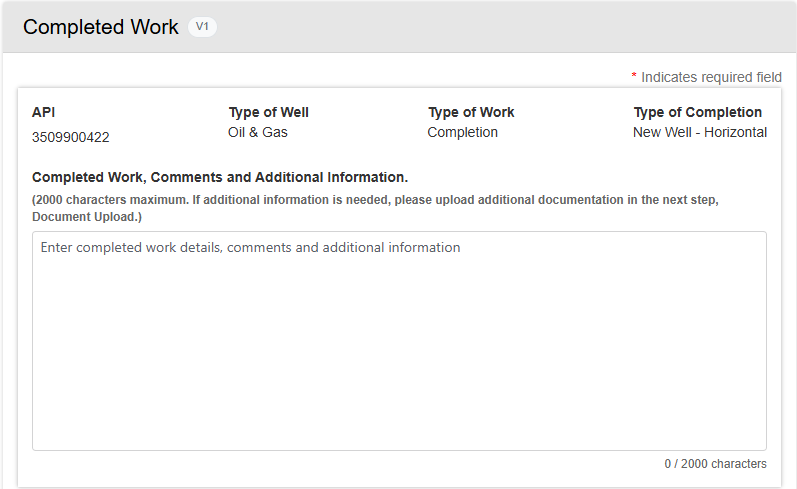 Completed Work V1
* Indicates required field
API Type of Well Type of Work Type of Completion
3509900422 Oil & Gas Completion New Well - Horizontal
Completed Work, Comments and Additional Information.
(2000 characters maximum. If additional information is needed, please upload additional documentation in the next step,
Document Upload.)
Enter completed work details, comments and additional information
0 / 2000 characters